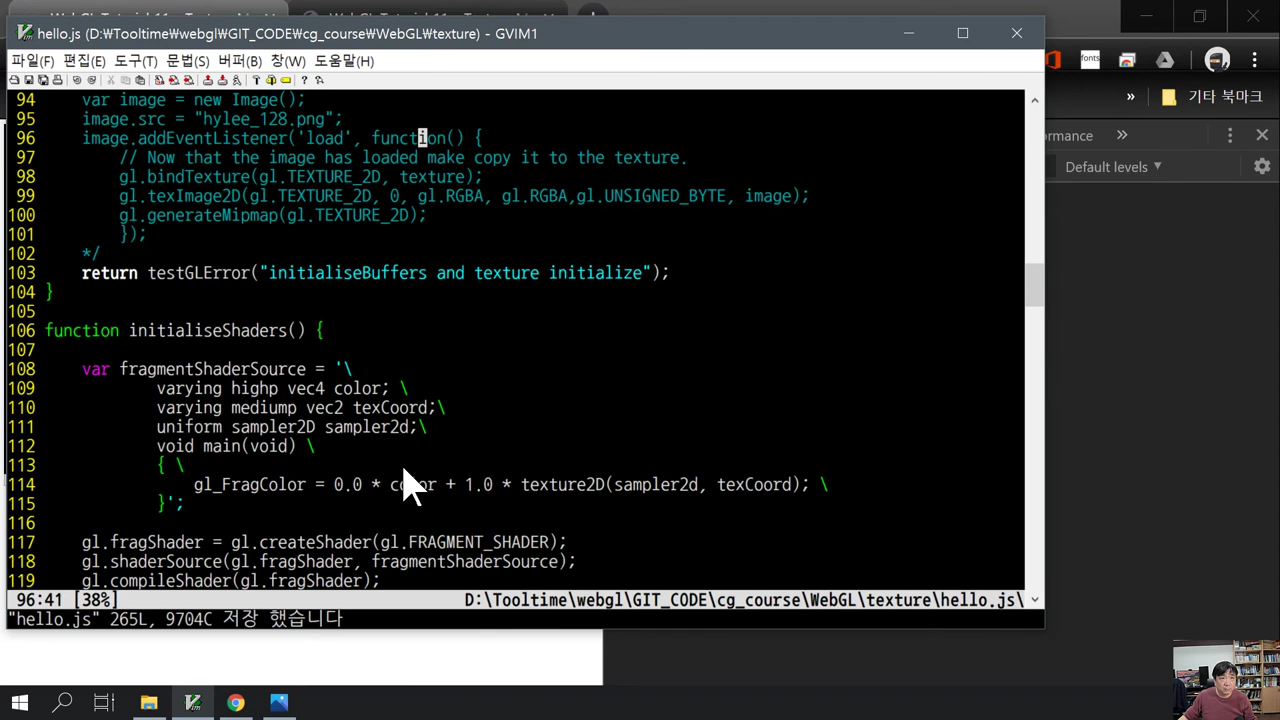 hello.js (D:₩Tooltime₩webgl₩GIT_CODE₩cg_course₩WebGL₩texture) - GVIM1
파일(F) 편집(E) 도구(T) 문법(S) 버퍼(B) 창(W) 도움말(H)
fonts
» 기타 북마크
mance »
Default levels ▼
94 var image = new Image();
95 image.src = "hylee_128.png";
96 image.addEventListener('load', function() {
97 // Now that the image has loaded make copy it to the texture.
98 gl.bindTexture(gl.TEXTURE_2D, texture);
99 gl.texImage2D(gl.TEXTURE_2D, 0, gl.RGBA, gl.RGBA,gl.UNSIGNED_BYTE, image);
100 gl.generateMipmap(gl.TEXTURE_2D);
101 });
102 */
103 return testGLError("initialiseBuffers and texture initialize");
104 }
105
106 function initialiseShaders() {
107
108 var fragmentShaderSource = '\
109 varying highp vec4 color; \
110 varying mediump vec2 texCoord;\
111 uniform sampler2D sampler2d;\
112 void main(void) \
113 { \
114 gl_FragColor = 0.0 * color + 1.0 * texture2D(sampler2d, texCoord); \
115 }';
116
117 gl.fragShader = gl.createShader(gl.FRAGMENT_SHADER);
118 gl.shaderSource(gl.fragShader, fragmentShaderSource);
119 gl.compileShader(gl.fragShader);
96:41 [38%] D:\Tooltime\webgl\GIT_CODE\cg_course\WebGL\texture\hello.js\
"hello.js" 265L, 9704C 저장 했습니다